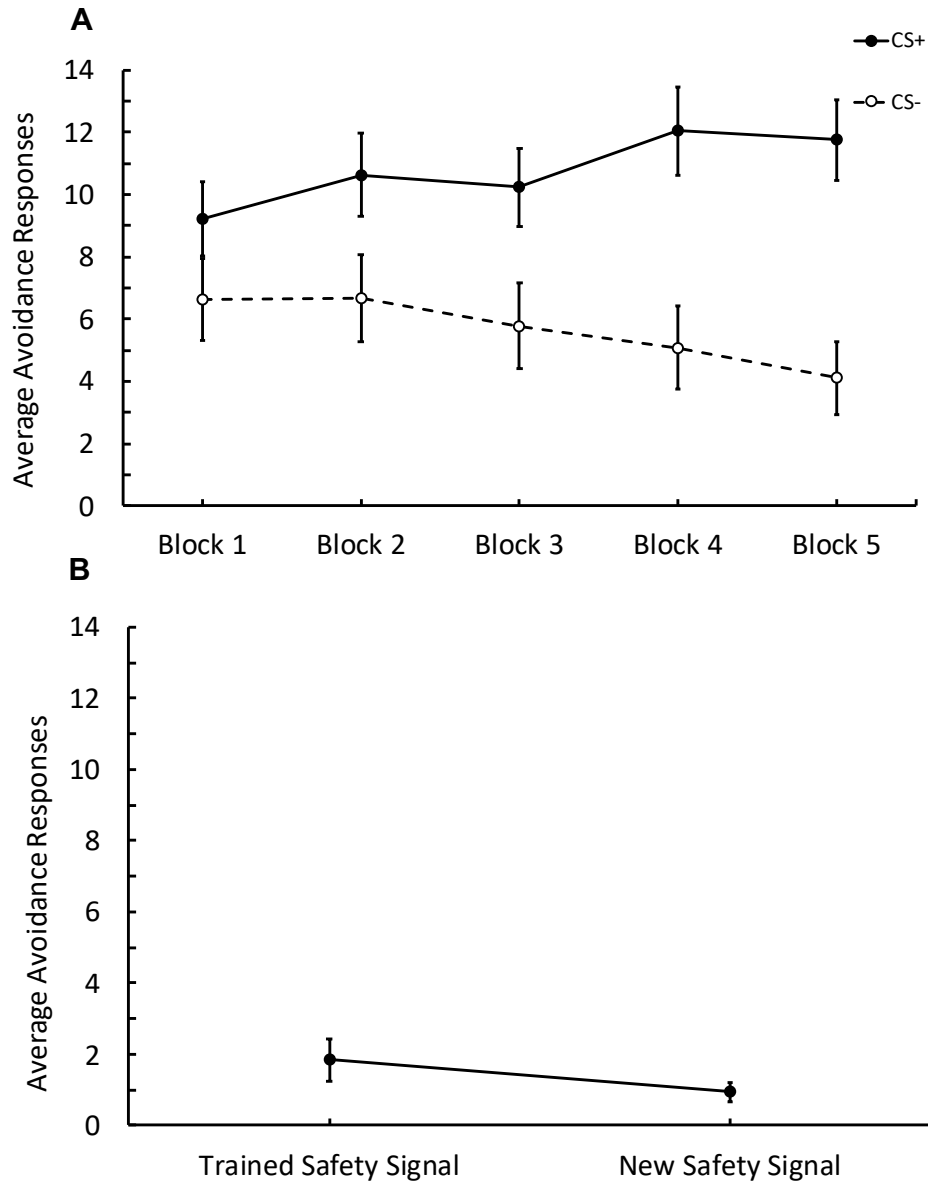 A
CS+
CS-
Average Avoidance Responses
14
12
10
8
6
4
2
0
Block 1 Block 2 Block 3 Block 4 Block 5
B
Average Avoidance Responses
14
12
10
8
6
4
2
0
Trained Safety Signal New Safety Signal